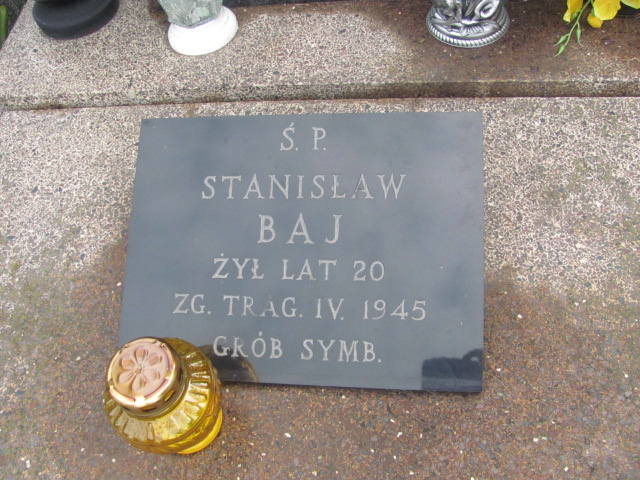 Ś. P.
STANISŁAW
BAJ
ŻYŁ LAT 20
ZG. TRAG. IV. 1945
GRÓB SYMB.